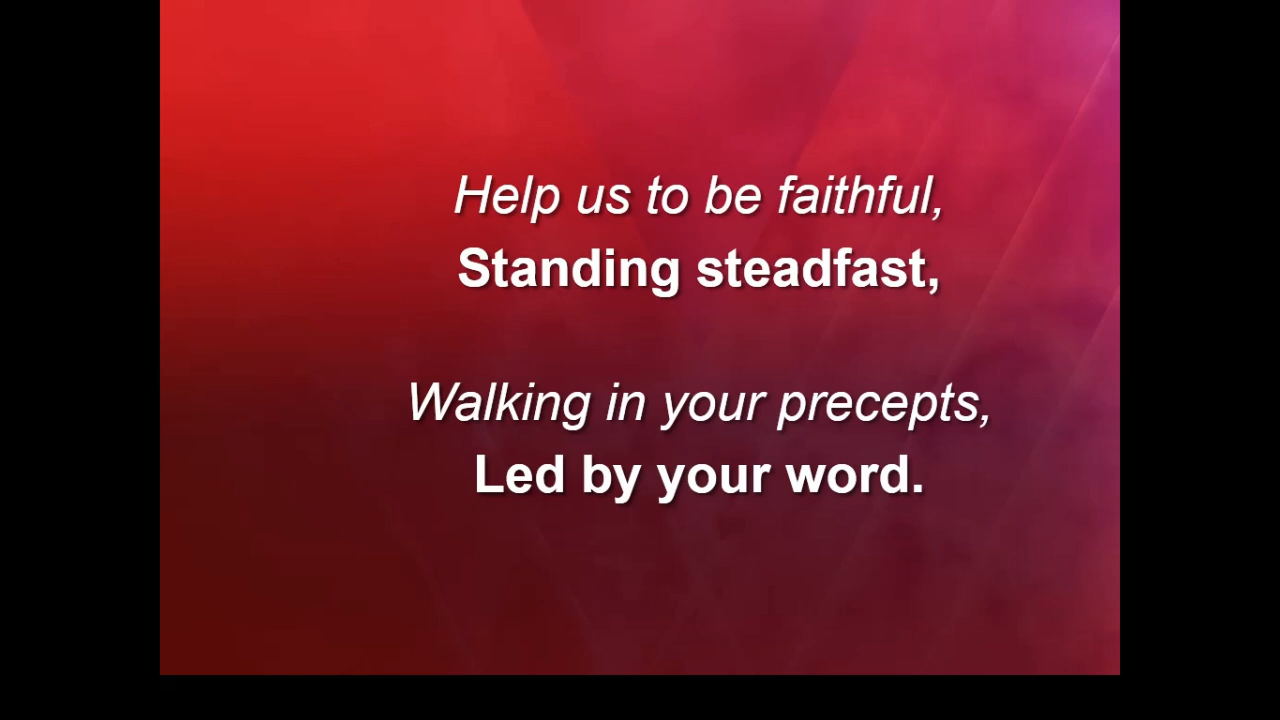 Help us to be faithful,
Standing steadfast,
Walking in your precepts,
Led by your word.